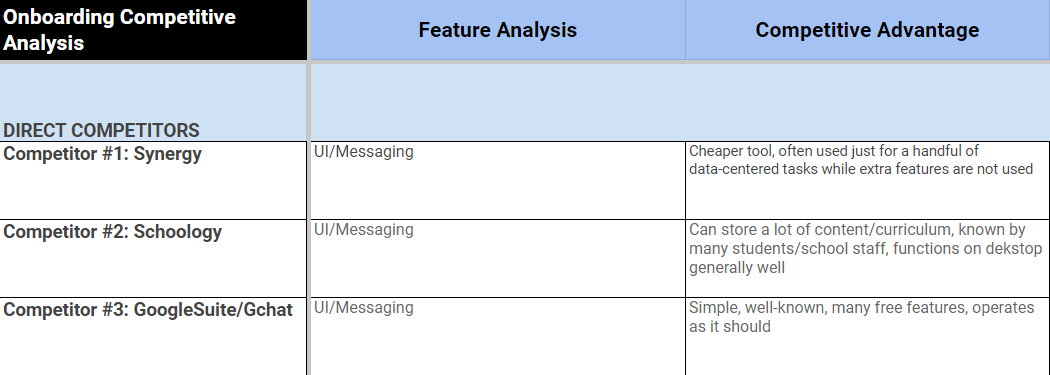 Onboarding Competitive
Analysis
Feature Analysis
Competitive Advantage
DIRECT COMPETITORS
Competitor #1: Synergy
UI/Messaging
Cheaper tool, often used just for a handful of
data-centered tasks while extra features are not used
Competitor #2: Schoology
UI/Messaging
Can store a lot of content/curriculum, known by
many students/school staff, functions on dekstop
generally well
Competitor #3: GoogleSuite/Gchat
UI/Messaging
Simple, well-known, many free features, operates
as it should